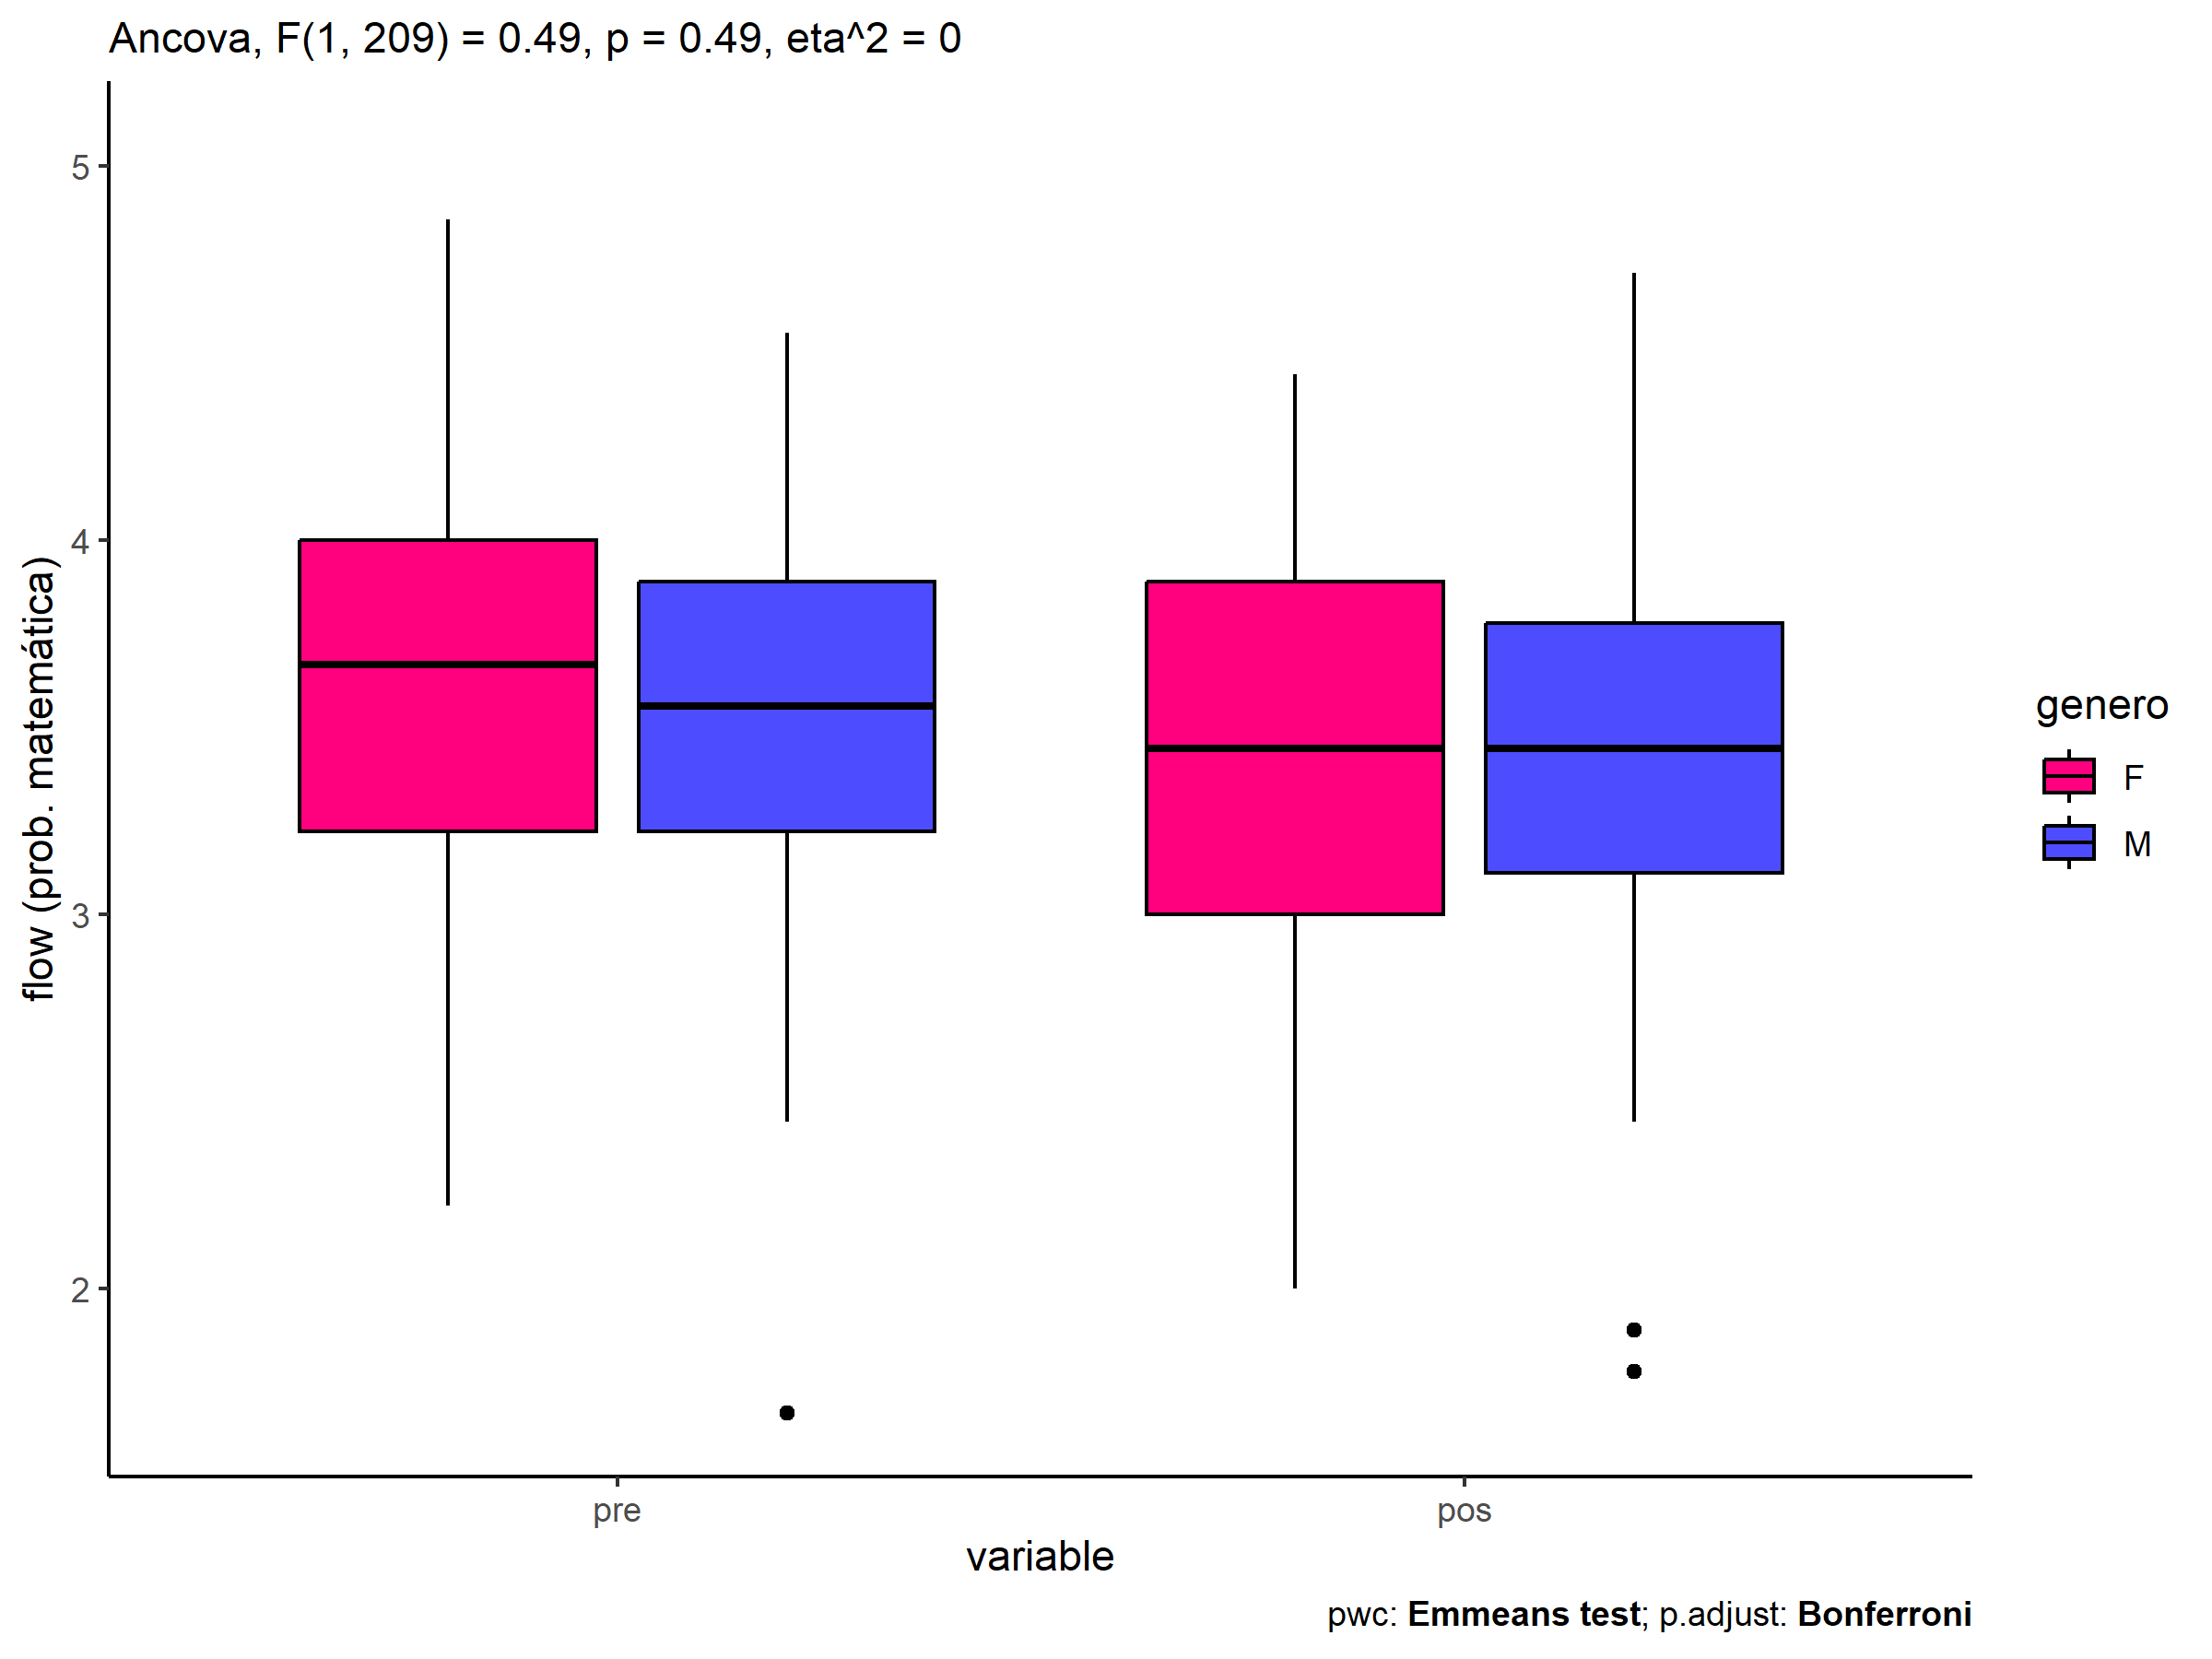 Ancova, F(1, 209) = 0.49, p = 0.49, eta^2 = 0
flow (prob. matemática)
5
4
3
2
pre
pos
variable
genero
F
M
pwc: Emmeans test; p.adjust: Bonferroni